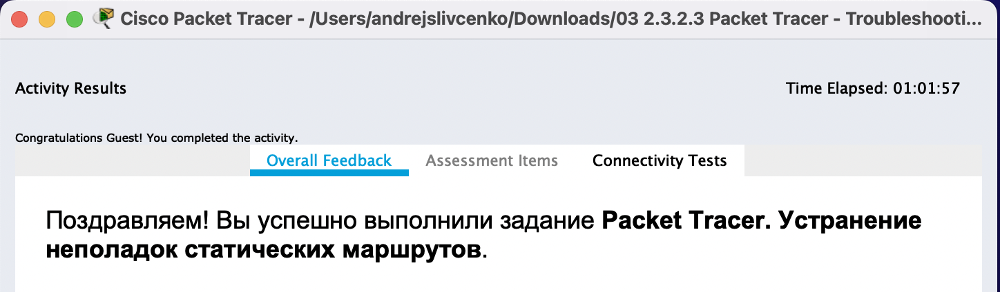 Cisco Packet Tracer - /Users/andrejslivcenko/Downloads/03 2.3.2.3 Packet Tracer - Troubleshooti...
Activity Results
Time Elapsed: 01:01:57
Congratulations Guest! You completed the activity.
Overall Feedback
Assessment Items
Connectivity Tests
Поздравляем! Вы успешно выполнили задание Packet Tracer. Устранение
неполадок статических маршрутов.